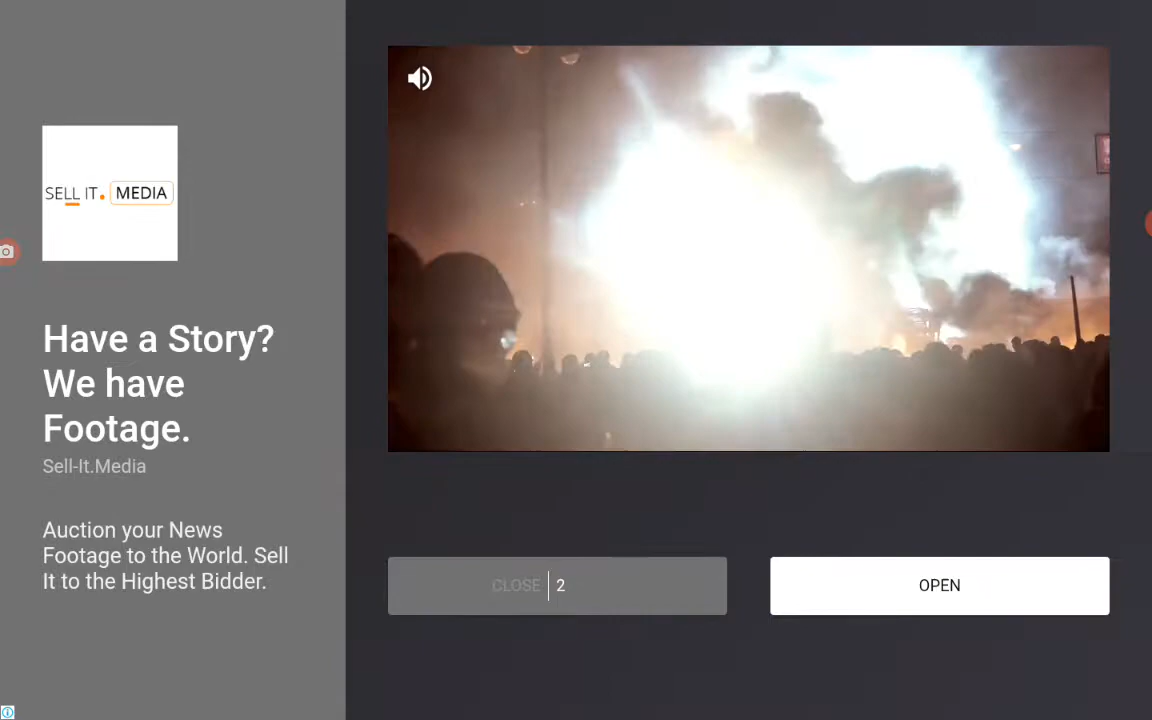 SELL IT. MEDIA
Have a Story?
We have
Footage.
Sell-It.Media
Auction your News
Footage to the World. Sell
It to the Highest Bidder.
CLOSE 2
OPEN